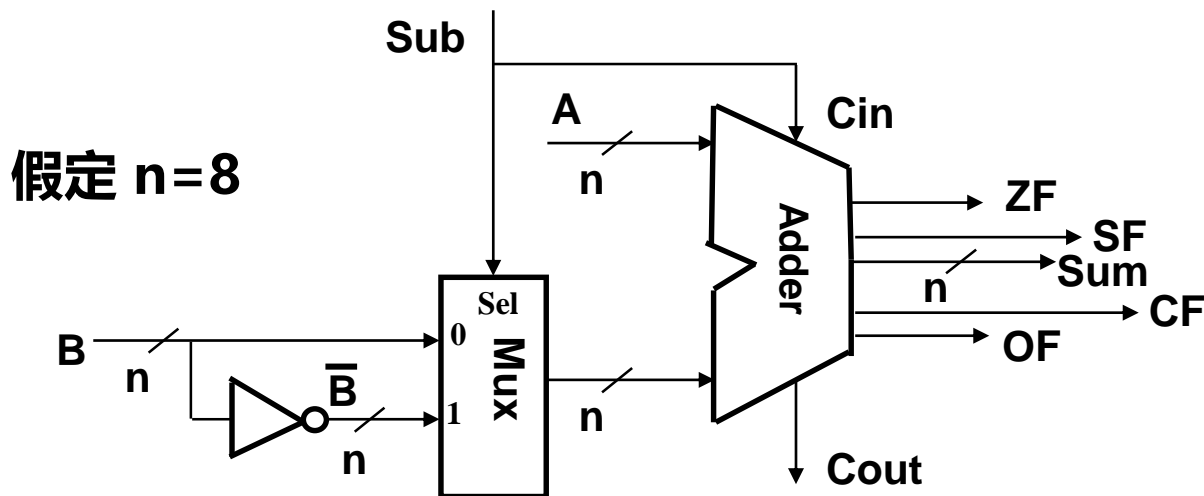 Sub
A
Cin
n
假定 n=8
ZF
SF
Sum
n
CF
OF
Adder
Sel
0
Mux
B
n
B̅
1
n
n
Cout